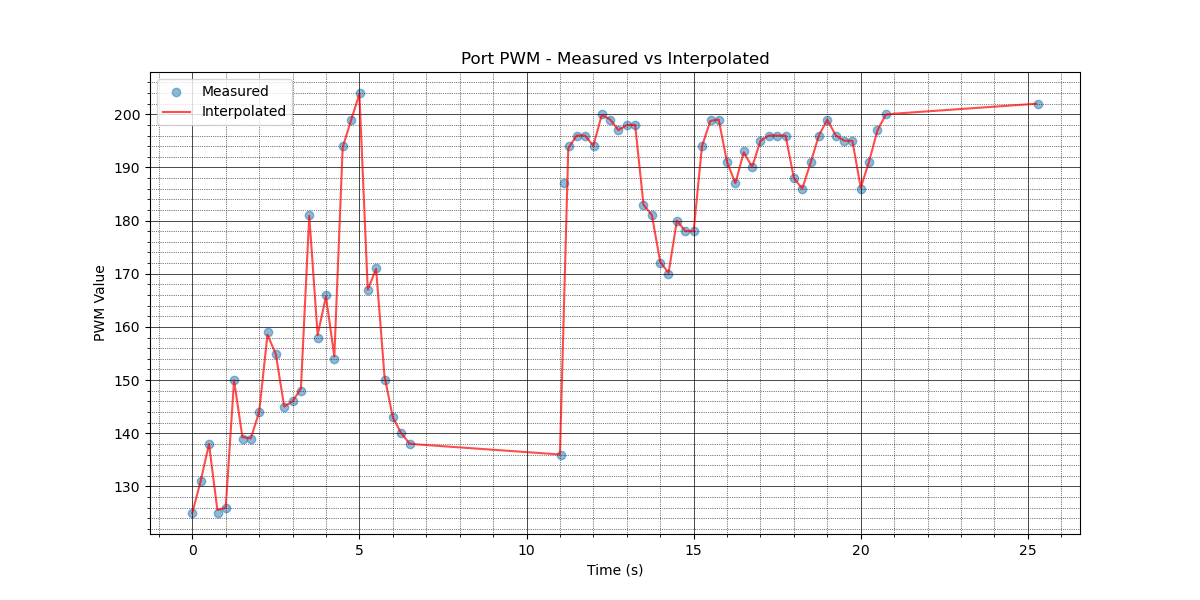 Port PWM - Measured vs Interpolated
Measured
Interpolated
PWM Value
200
190
180
170
160
150
140
130
0 5 10 15 20 25
Time (s)